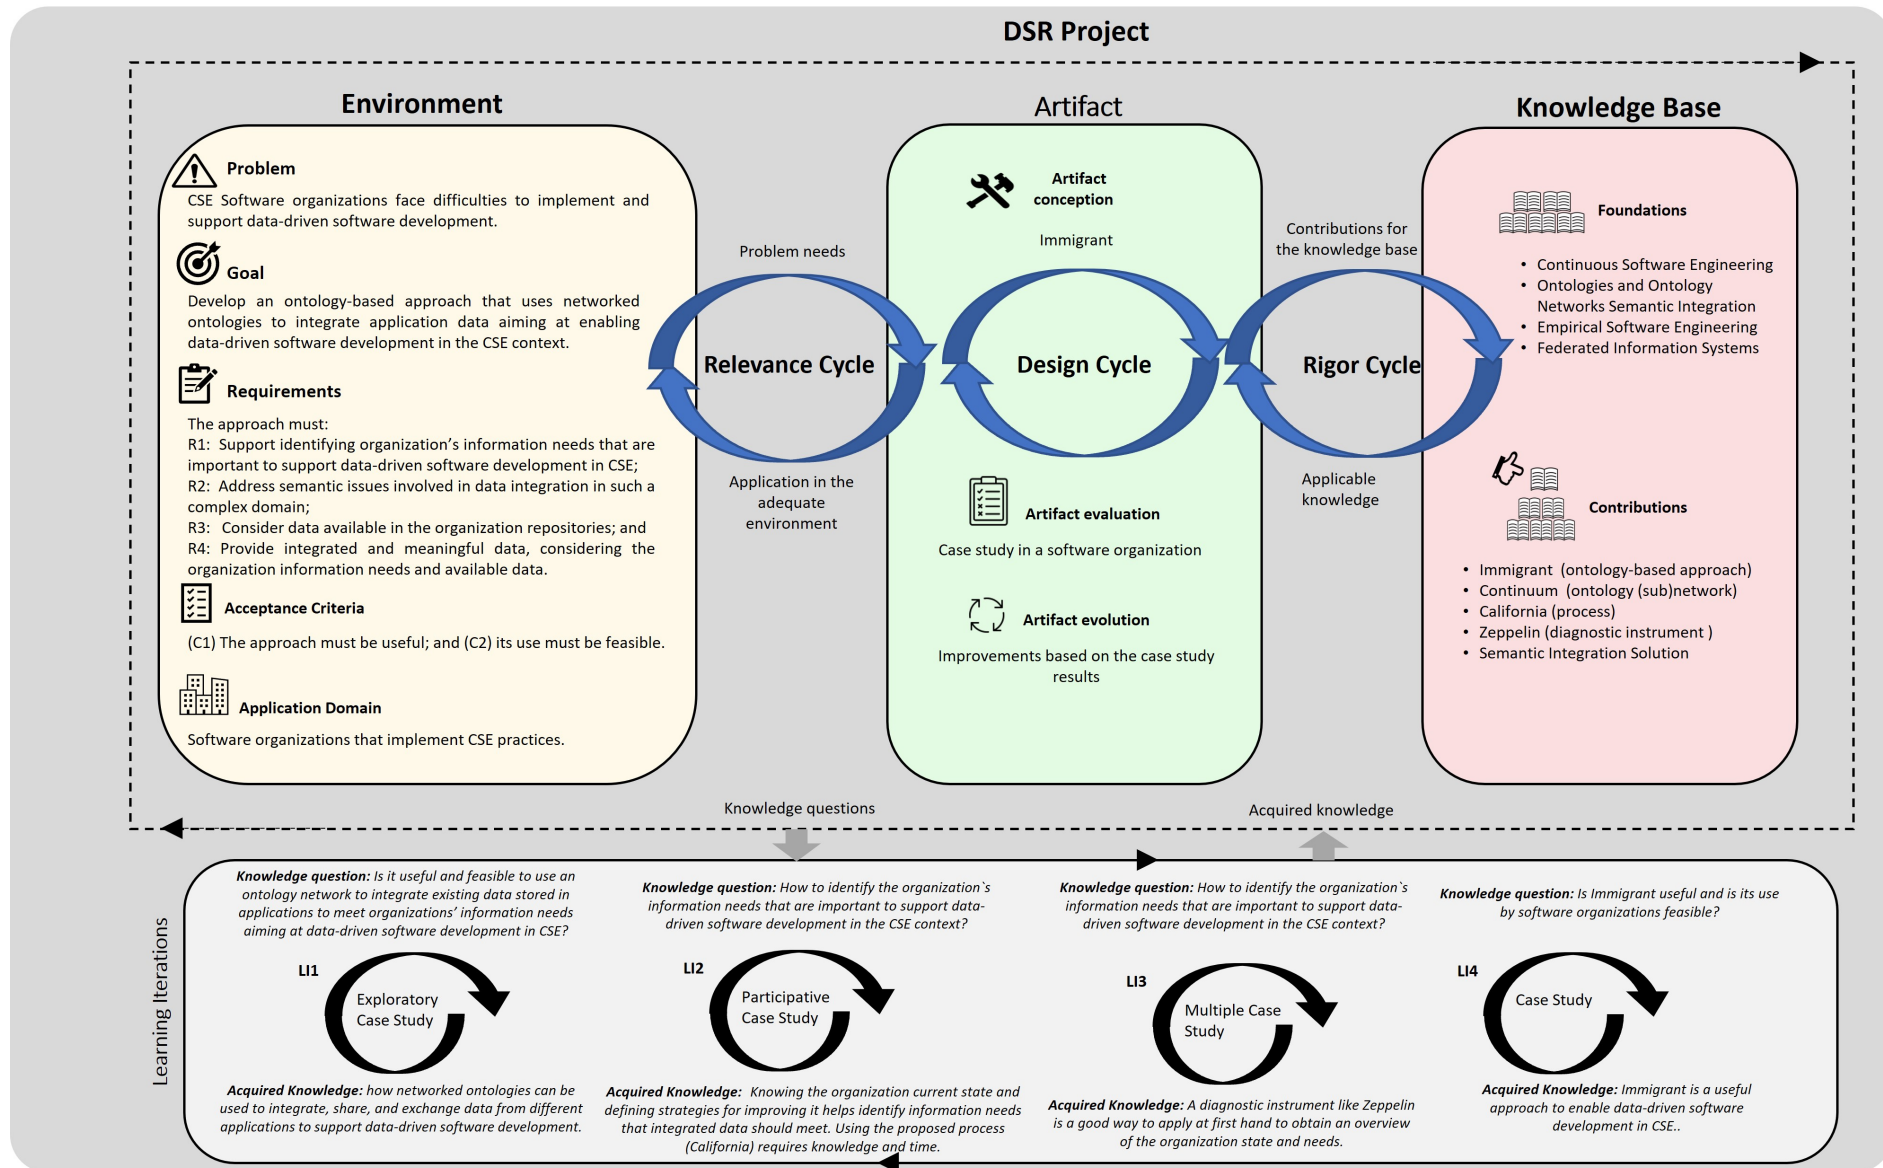 DSR Project
Environment
Problem
CSE Software organizations face difficulties to implement and
support data-driven software development.
Goal
Develop an ontology-based approach that uses networked
ontologies to integrate application data aiming at enabling
data-driven software development in the CSE context.
Requirements
The approach must:
R1: Support identifying organization's information needs that are
important to support data-driven software development in CSE;
R2: Address semantic issues involved in data integration in such a
complex domain;
R3: Consider data available in the organization repositories; and
R4: Provide integrated and meaningful data, considering the
organization information needs and available data.
Acceptance Criteria
(C1) The approach must be useful; and (C2) its use must be feasible.
Application Domain
Software organizations that implement CSE practices.
Problem needs
Relevance Cycle
Application in the
adequate
environment
Artifact
Artifact
conception
Immigrant
Design Cycle
Artifact evaluation
Case study in a software organization
Artifact evolution
Improvements based on the case study
results
Contributions for
the knowledge base
Rigor Cycle
Applicable
knowledge
Knowledge Base
Foundations
• Continuous Software Engineering
• Ontologies and Ontology
Networks Semantic Integration
• Empirical Software Engineering
• Federated Information Systems
Contributions
• Immigrant (ontology-based approach)
• Continuum (ontology (sub)network)
• California (process)
• Zeppelin (diagnostic instrument )
• Semantic Integration Solution
Knowledge questions
Acquired knowledge
Learning Iterations
Knowledge question: Is it useful and feasible to use an
ontology network to integrate existing data stored in
applications to meet organizations' information needs
aiming at data-driven software development in CSE?
LI1
Exploratory
Case Study
Acquired Knowledge: how networked ontologies can be
used to integrate, share, and exchange data from different
applications to support data-driven software development.
Knowledge question: How to identify the organization`s
information needs that are important to support data-
driven software development in the CSE context?
LI2
Participative
Case Study
Acquired Knowledge: Knowing the organization current state and
defining strategies for improving it helps identify information needs
that integrated data should meet. Using the proposed process
(California) requires knowledge and time.
Knowledge question: How to identify the organization`s
information needs that are important to support data-
driven software development in the CSE context?
LI3
Multiple Case
Study
Acquired Knowledge: A diagnostic instrument like Zeppelin
is a good way to apply at first hand to obtain an overview
of the organization state and needs.
Knowledge question: Is Immigrant useful and is its use
by software organizations feasible?
LI4
Case Study
Acquired Knowledge: Immigrant is a useful
approach to enable data-driven software
development in CSE..